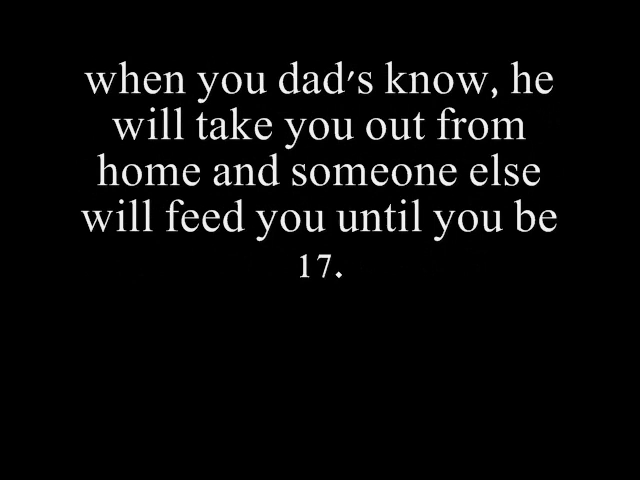 when you dad's know, he
will take you out from
home and someone else
will feed you until you be
17.